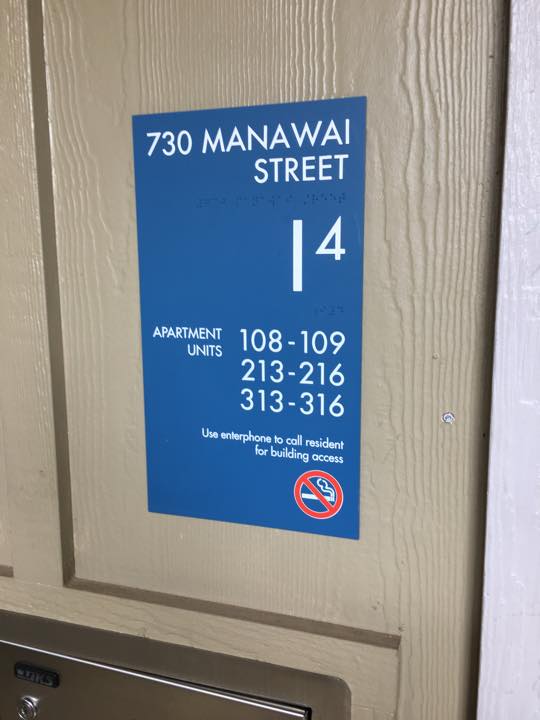 730 MANAWAI
STREET
I4
APARTMENT
UNITS
108-109
213-216
313-316
Use enterphone to call resident
for building access